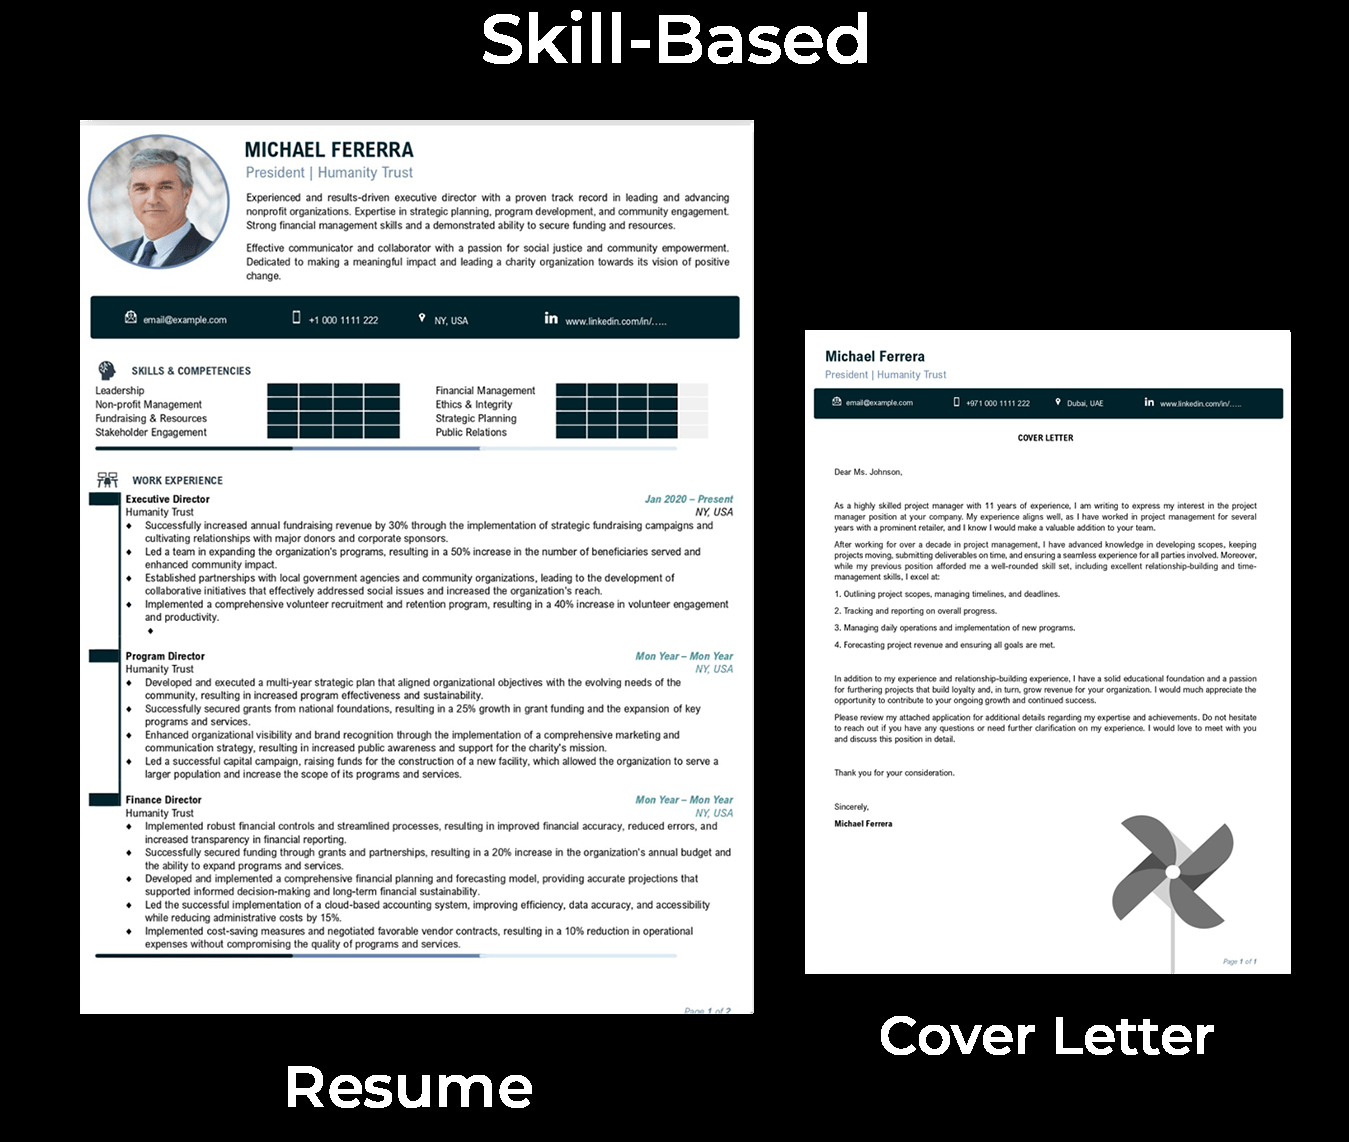 Skill-Based
MICHAEL FERERRA
President | Humanity Trust
Experienced and results-driven executive director with a proven track record in leading and advancing
nonprofit organizations. Expertise in strategic planning, program development, and community engagement.
Strong financial management skills and a demonstrated ability to secure funding and resources.
Effective communicator and collaborator with a passion for social justice and community empowerment.
Dedicated to making a meaningful impact and leading a charity organization towards its vision of positive
change.
email@example.com +1 000 1111 222 NY, USA www.linkedin.com/in/.....
SKILLS & COMPETENCIES
Leadership Financial Management
Non-profit Management Ethics & Integrity
Fundraising & Resources Strategic Planning
Stakeholder Engagement Public Relations
WORK EXPERIENCE
Executive Director Jan 2020 – Present
Humanity Trust NY, USA
♦ Successfully increased annual fundraising revenue by 30% through the implementation of strategic fundraising campaigns and
cultivating relationships with major donors and corporate sponsors.
♦ Led a team in expanding the organization's programs, resulting in a 50% increase in the number of beneficiaries served and
enhanced community impact.
♦ Established partnerships with local government agencies and community organizations, leading to the development of
collaborative initiatives that effectively addressed social issues and increased the organization's reach.
♦ Implemented a comprehensive volunteer recruitment and retention program, resulting in a 40% increase in volunteer engagement
and productivity.
♦
Program Director Mon Year – Mon Year
Humanity Trust NY, USA
♦ Developed and executed a multi-year strategic plan that aligned organizational objectives with the evolving needs of the
community, resulting in increased program effectiveness and sustainability.
♦ Successfully secured grants from national foundations, resulting in a 25% growth in grant funding and the expansion of key
programs and services.
♦ Enhanced organizational visibility and brand recognition through the implementation of a comprehensive marketing and
communication strategy, resulting in increased public awareness and support for the charity's mission.
♦ Led a successful capital campaign, raising funds for the construction of a new facility, which allowed the organization to serve a
larger population and increase the scope of its programs and services.
Finance Director Mon Year – Mon Year
Humanity Trust NY, USA
♦ Implemented robust financial controls and streamlined processes, resulting in improved financial accuracy, reduced errors, and
increased transparency in financial reporting.
♦ Successfully secured funding through grants and partnerships, resulting in a 20% increase in the organization's annual budget and
the ability to expand programs and services.
♦ Developed and implemented a comprehensive financial planning and forecasting model, providing accurate projections that
supported informed decision-making and long-term financial sustainability.
♦ Led the successful implementation of a cloud-based accounting system, improving efficiency, data accuracy, and accessibility
while reducing administrative costs by 15%.
♦ Implemented cost-saving measures and negotiated favorable vendor contracts, resulting in a 10% reduction in operational
expenses without compromising the quality of programs and services.
Page 1 of 2
Resume
Michael Ferrera
President | Humanity Trust
email@example.com +971 000 1111 222 Dubai, UAE www.linkedin.com/in/.....
COVER LETTER
Dear Ms. Johnson,
As a highly skilled project manager with 11 years of experience, I am writing to express my interest in the project
manager position at your company. My experience aligns well, as I have worked in project management for several
years with a prominent retailer, and I know I would make a valuable addition to your team.
After working for over a decade in project management, I have advanced knowledge in developing scopes, keeping
projects moving, submitting deliverables on time, and ensuring a seamless experience for all parties involved. Moreover,
while my previous position afforded me a well-rounded skill set, including excellent relationship-building and time-
management skills, I excel at:
1. Outlining project scopes, managing timelines, and deadlines.
2. Tracking and reporting on overall progress.
3. Managing daily operations and implementation of new programs.
4. Forecasting project revenue and ensuring all goals are met.
In addition to my experience and relationship-building experience, I have a solid educational foundation and a passion
for furthering projects that build loyalty and, in turn, grow revenue for your organization. I would much appreciate the
opportunity to contribute to your ongoing growth and continued success.
Please review my attached application for additional details regarding my expertise and achievements. Do not hesitate
to reach out if you have any questions or need further clarification on my experience. I would love to meet with you
and discuss this position in detail.
Thank you for your consideration.
Sincerely,
Michael Ferrera
Page 1 of 1
Cover Letter